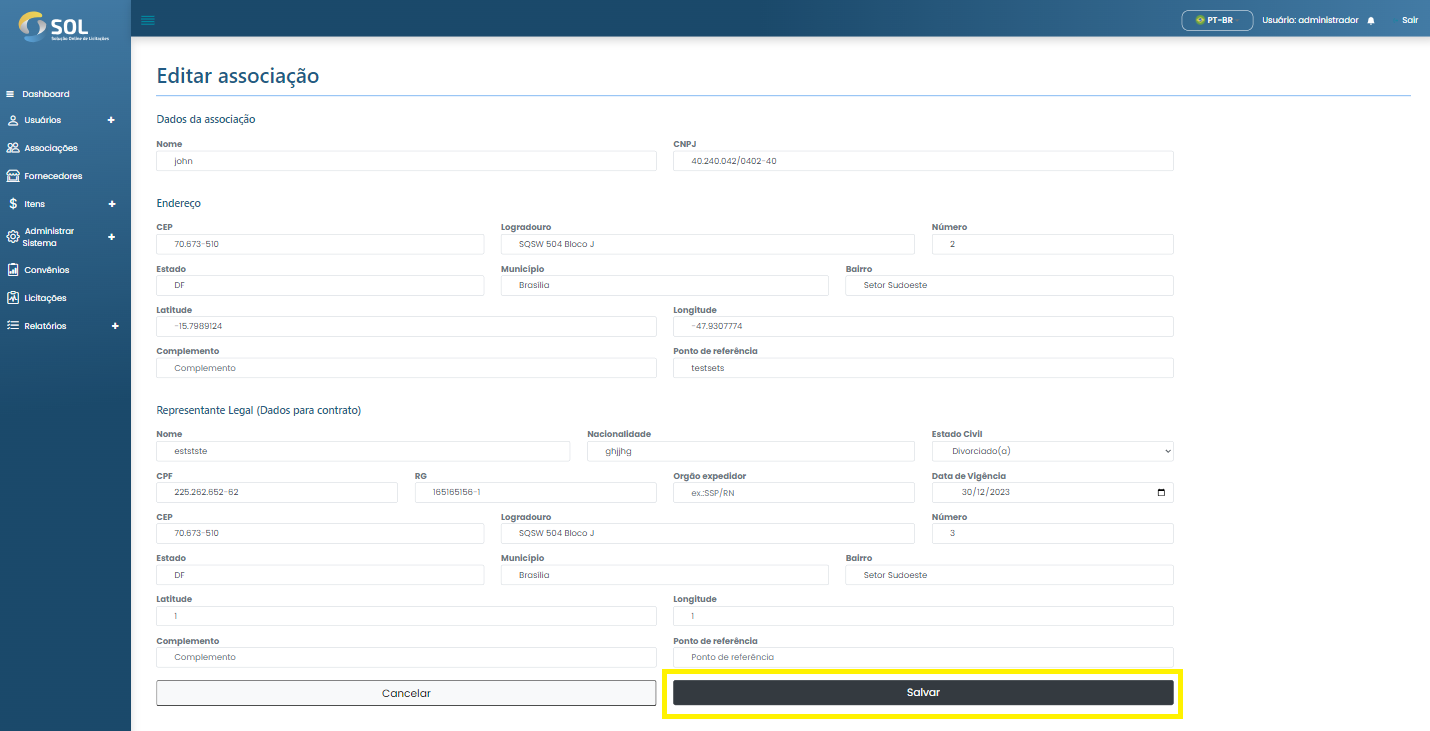 SOL
Solução Online de Licitações
PT-BR
Usuário: administrador
Sair
Dashboard
Usuários +
Associações
Fornecedores
Itens +
Administrar
Sistema +
Convênios
Licitações
Relatórios +
Editar associação
Dados da associação
Nome CNPJ
john 40.240.042/0402-40
Endereço
CEP Logradouro Número
70.673-510 SQSW 504 Bloco J 2
Estado Município Bairro
DF Brasília Setor Sudoeste
Latitude Longitude
-15.7989124 -47.9307774
Complemento Ponto de referência
Complemento testsets
Representante Legal (Dados para contrato)
Nome Nacionalidade Estado Civil
eststste ghjjhg Divorciado(a)
CPF RG Orgão expedidor Data de Vigência
225.262.652-62 165165156-1 ex.:SSP/RN 30/12/2023
CEP Logradouro Número
70.673-510 SQSW 504 Bloco J 3
Estado Município Bairro
DF Brasília Setor Sudoeste
Latitude Longitude
1 1
Complemento Ponto de referência
Complemento Ponto de referência
Cancelar Salvar